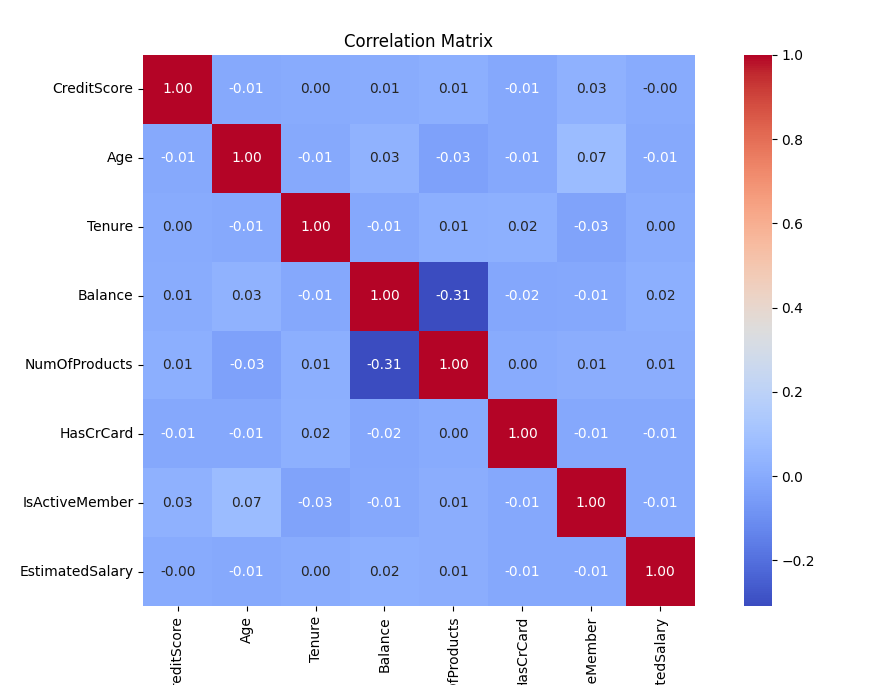 Correlation Matrix
CreditScore 1.00 -0.01 0.00 0.01 0.01 -0.01 0.03 -0.00
Age -0.01 1.00 -0.01 0.03 -0.03 -0.01 0.07 -0.01
Tenure 0.00 -0.01 1.00 -0.01 0.01 0.02 -0.03 0.00
Balance 0.01 0.03 -0.01 1.00 -0.31 -0.02 -0.01 0.02
NumOfProducts 0.01 -0.03 0.01 -0.31 1.00 0.00 0.01 0.01
HasCrCard -0.01 -0.01 0.02 -0.02 0.00 1.00 -0.01 -0.01
IsActiveMember 0.03 0.07 -0.03 -0.01 0.01 -0.01 1.00 -0.01
EstimatedSalary -0.00 -0.01 0.00 0.02 0.01 -0.01 -0.01 1.00
reditScore
Age
Tenure
Balance
fProducts
HasCrCard
eMember
tedSalary
1.0
0.8
0.6
0.4
0.2
0.0
−0.2